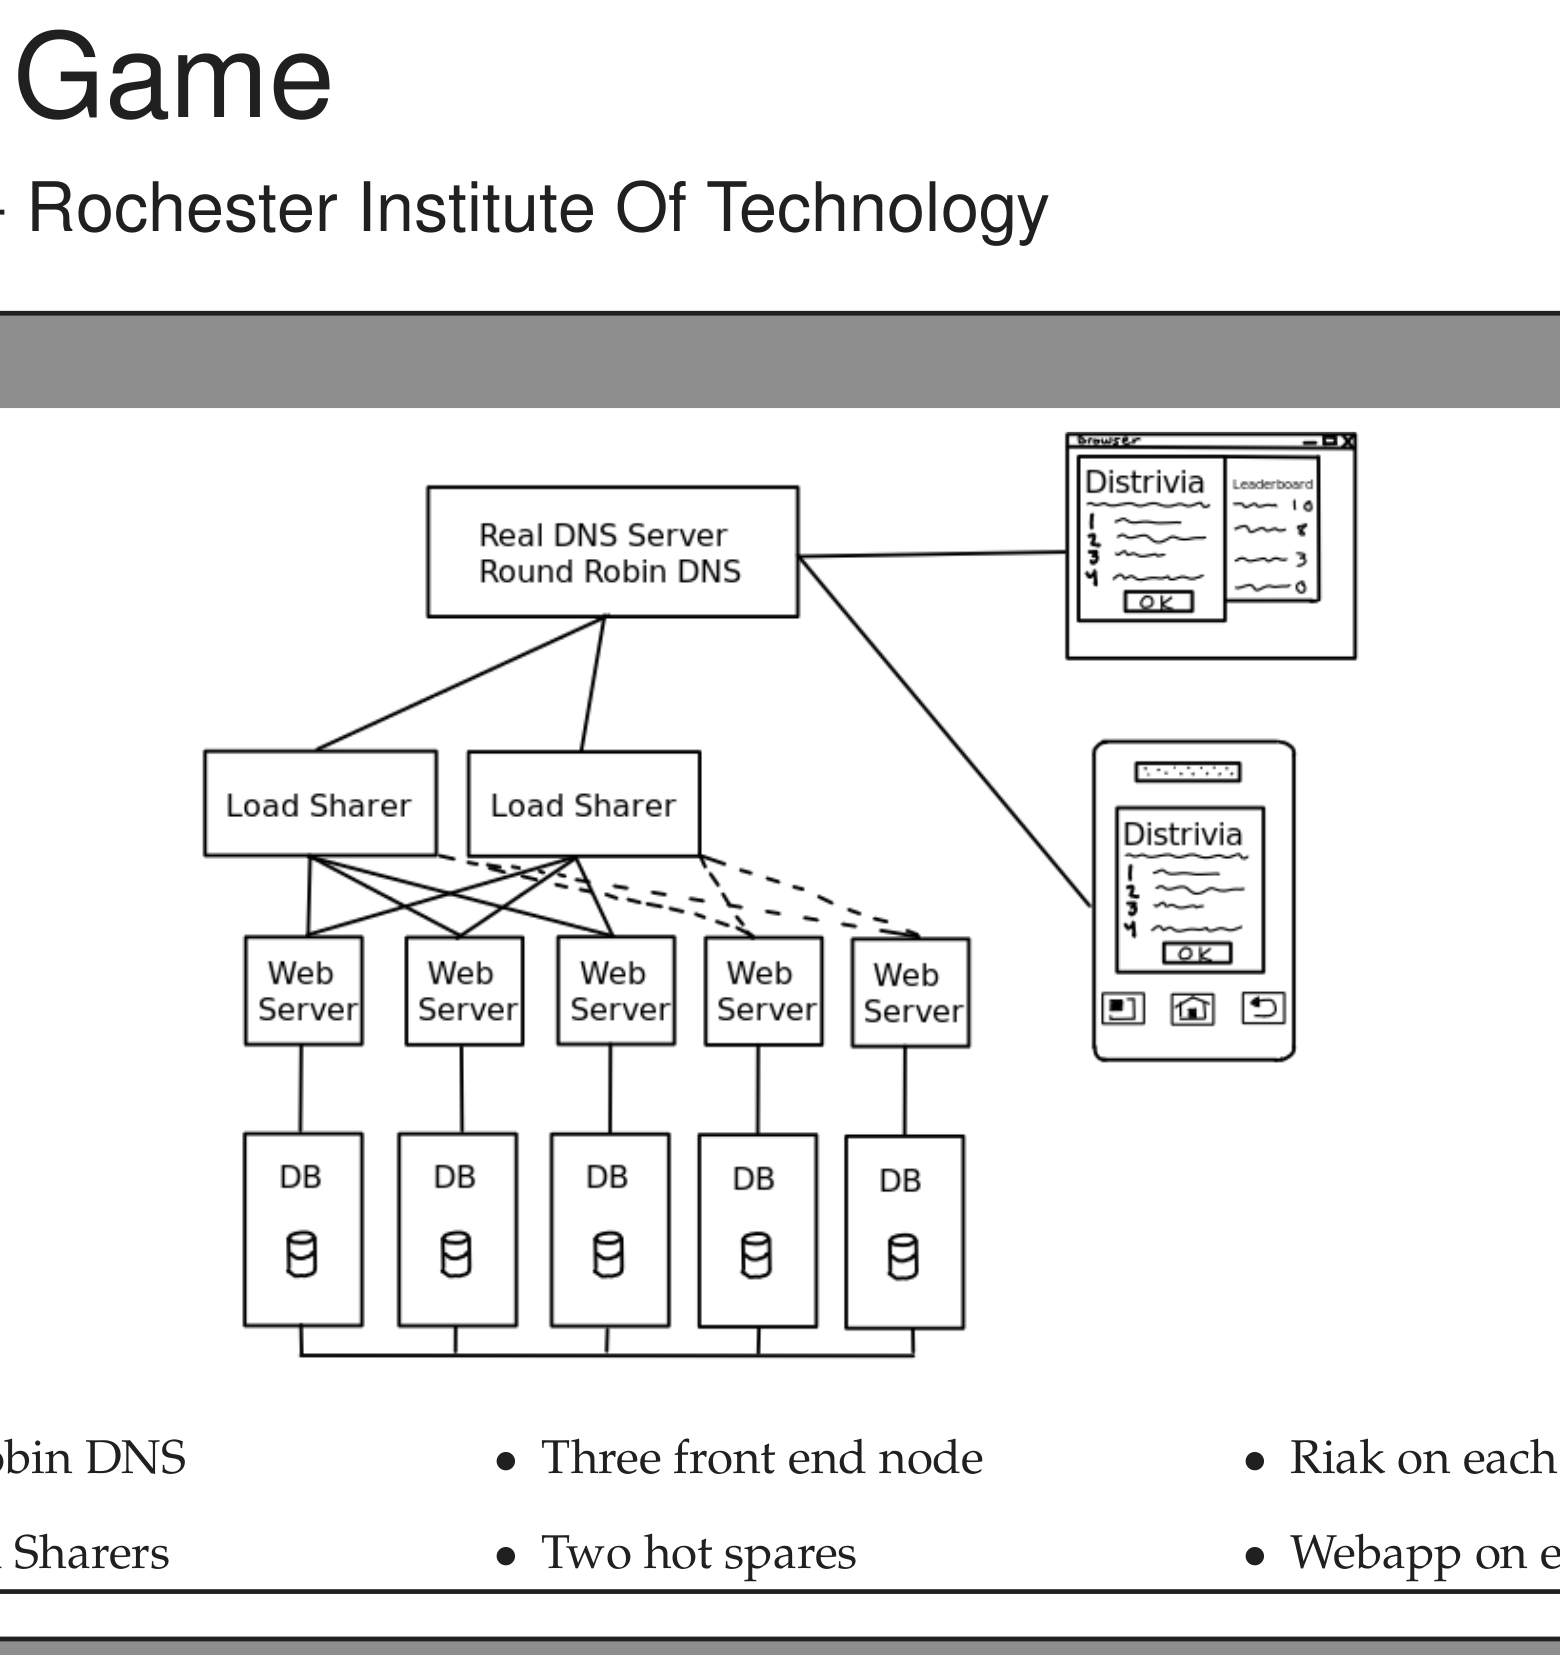 Game
- Rochester Institute Of Technology
Browser
Real DNS Server
Round Robin DNS
Distrivia
Leaderboard
1
2
3
4
10
8
3
0
OK
Load Sharer
Load Sharer
Distrivia
1
2
3
4
OK
Web
Server
Web
Server
Web
Server
Web
Server
Web
Server
DB
DB
DB
DB
DB
obin DNS
• Three front end node
• Riak on each
Sharers
• Two hot spares
• Webapp on e